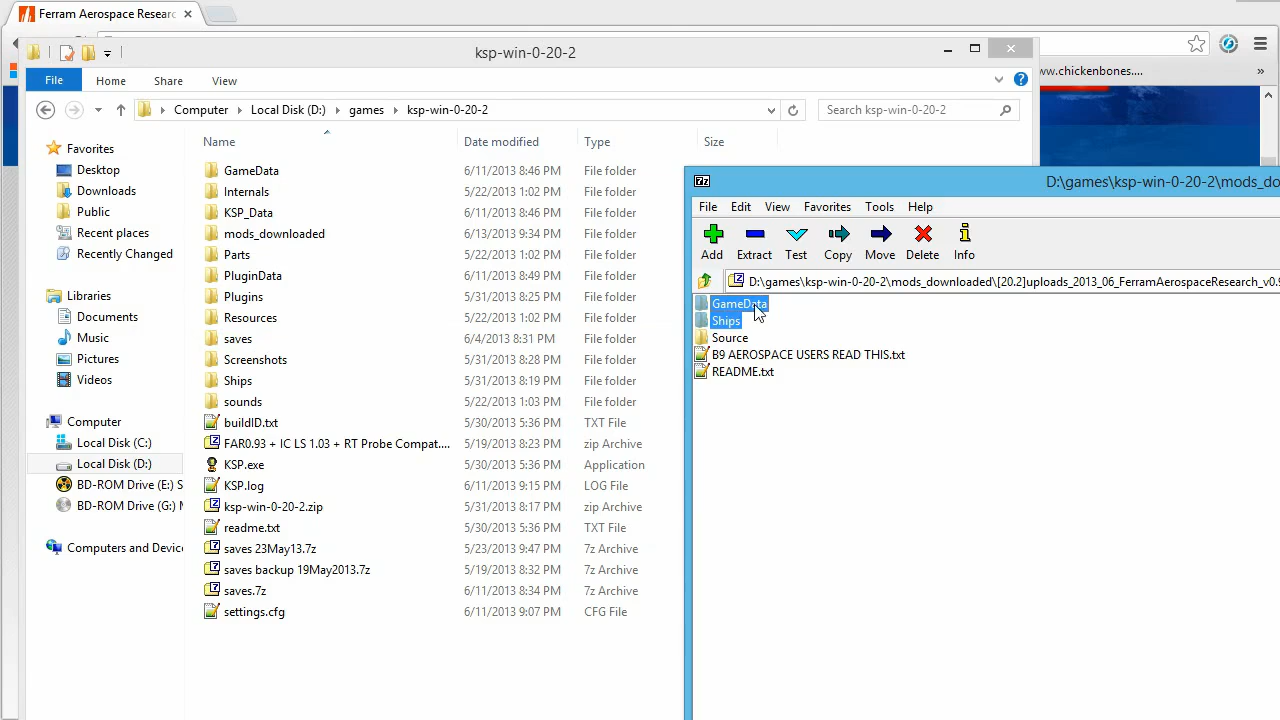 Ferram Aerospace Researc
ksp-win-0-20-2
File Home Share View
ww.chickenbones.... »
Computer Local Disk (D:) games ksp-win-0-20-2
Search ksp-win-0-20-2
Name Date modified Type Size
Favorites
Desktop
Downloads
Public
Recent places
Recently Changed
Libraries
Documents
Music
Pictures
Videos
Computer
Local Disk (C:)
Local Disk (D:)
BD-ROM Drive (E:) S
BD-ROM Drive (G:)
Computers and Device
GameData 6/11/2013 8:46 PM File folder
Internals 5/22/2013 1:02 PM File folder
KSP_Data 6/11/2013 8:46 PM File folder
mods_downloaded 6/13/2013 9:34 PM File folder
Parts 5/22/2013 1:02 PM File folder
PluginData 6/11/2013 8:49 PM File folder
Plugins 5/31/2013 8:25 PM File folder
Resources 5/22/2013 1:02 PM File folder
saves 6/4/2013 8:31 PM File folder
Screenshots 5/31/2013 8:28 PM File folder
Ships 5/31/2013 8:19 PM File folder
sounds 5/22/2013 1:03 PM File folder
buildID.txt 5/30/2013 5:36 PM TXT File
FAR0.93 + IC LS 1.03 + RT Probe Compat.... 5/19/2013 8:23 PM zip Archive
KSP.exe 5/30/2013 5:36 PM Application
KSP.log 6/11/2013 9:15 PM LOG File
ksp-win-0-20-2.zip 5/31/2013 8:17 PM zip Archive
readme.txt 5/30/2013 5:36 PM TXT File
saves 23May13.7z 5/23/2013 9:47 PM 7z Archive
saves backup 19May2013.7z 5/19/2013 8:32 PM 7z Archive
saves.7z 6/11/2013 8:34 PM 7z Archive
settings.cfg 6/11/2013 9:07 PM CFG File
7z D:\games\ksp-win-0-20-2\mods_do
File Edit View Favorites Tools Help
Add Extract Test Copy Move Delete Info
D:\games\ksp-win-0-20-2\mods_downloaded\[20.2]uploads_2013_06_FerramAerospaceResearch_v0.9
GameData
Ships
Source
B9 AEROSPACE USERS READ THIS.txt
README.txt